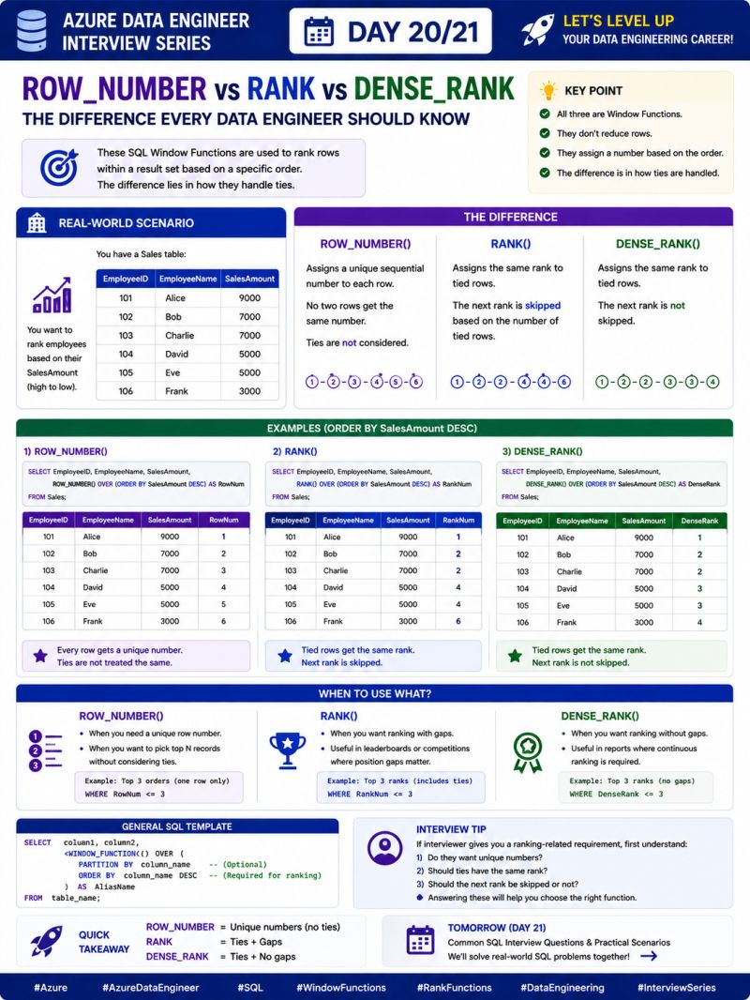 AZURE DATA ENGINEER
INTERVIEW SERIES
DAY 20/21
LET'S LEVEL UP
YOUR DATA ENGINEERING CAREER!
ROW_NUMBER vs RANK vs DENSE_RANK
THE DIFFERENCE EVERY DATA ENGINEER SHOULD KNOW
These SQL Window Functions are used to rank rows
within a result set based on a specific order.
The difference lies in how they handle ties.
KEY POINT
All three are Window Functions.
They don't reduce rows.
They assign a number based on the order.
The difference is in how ties are handled.
REAL-WORLD SCENARIO
You have a Sales table:
You want to
rank employees
based on their
SalesAmount
(high to low).
EmployeeID EmployeeName SalesAmount
101 Alice 9000
102 Bob 7000
103 Charlie 7000
104 David 5000
105 Eve 5000
106 Frank 3000
THE DIFFERENCE
ROW_NUMBER()
Assigns a unique sequential
number to each row.
No two rows get the
same number.
Ties are not considered.
1 - 2 - 3 - 4 - 5 - 6
RANK()
Assigns the same rank to
tied rows.
The next rank is skipped
based on the number of
tied rows.
1 - 2 - 2 - 4 - 4 - 6
DENSE_RANK()
Assigns the same rank to
tied rows.
The next rank is not
skipped.
1 - 2 - 2 - 3 - 3 - 4
EXAMPLES (ORDER BY SalesAmount DESC)
1) ROW_NUMBER()
SELECT EmployeeID, EmployeeName, SalesAmount,
ROW_NUMBER() OVER (ORDER BY SalesAmount DESC) AS RowNum
FROM Sales;
EmployeeID EmployeeName SalesAmount RowNum
101 Alice 9000 1
102 Bob 7000 2
103 Charlie 7000 3
104 David 5000 4
105 Eve 5000 5
106 Frank 3000 6
Every row gets a unique number.
Ties are not treated the same.
2) RANK()
SELECT EmployeeID, EmployeeName, SalesAmount,
RANK() OVER (ORDER BY SalesAmount DESC) AS RankNum
FROM Sales;
EmployeeID EmployeeName SalesAmount RankNum
101 Alice 9000 1
102 Bob 7000 2
103 Charlie 7000 2
104 David 5000 4
105 Eve 5000 4
106 Frank 3000 6
Tied rows get the same rank.
Next rank is skipped.
3) DENSE_RANK()
SELECT EmployeeID, EmployeeName, SalesAmount,
DENSE_RANK() OVER (ORDER BY SalesAmount DESC) AS DenseRank
FROM Sales;
EmployeeID EmployeeName SalesAmount DenseRank
101 Alice 9000 1
102 Bob 7000 2
103 Charlie 7000 2
104 David 5000 3
105 Eve 5000 3
106 Frank 3000 4
Tied rows get the same rank.
Next rank is not skipped.
WHEN TO USE WHAT?
1
2
3
ROW_NUMBER()
• When you need a unique row number.
• When you want to pick top N records
without considering ties.
Example: Top 3 orders (one row only)
WHERE RowNum <= 3
RANK()
• When you want ranking with gaps.
• Useful in leaderboards or competitions
where position gaps matter.
Example: Top 3 ranks (includes ties)
WHERE RankNum <= 3
DENSE_RANK()
• When you want ranking without gaps.
• Useful in reports where continuous
ranking is required.
Example: Top 3 ranks (no gaps)
WHERE DenseRank <= 3
GENERAL SQL TEMPLATE
SELECT coluan1, column2,
<WINDOW_FUNCTION<() OVER (
PARTITION BY column_name -- (Optional)
ORDER BY column_name DESC -- (Required for ranking)
) AS AliasName
FROM table_name;
INTERVIEW TIP
If interviewer gives you a ranking-related requirement, first understand:
1) Do they want unique numbers?
2) Should ties have the same rank?
3) Should the next rank be skipped or not?
Answering these will help you choose the right function.
QUICK
TAKEAWAY
ROW_NUMBER = Unique numbers (no ties)
RANK = Ties + Gaps
DENSE_RANK = Ties + No gaps
TOMORROW (DAY 21)
Common SQL Interview Questions & Practical Scenarios
We'll solve real-world SQL problems together! →
#Azure #AzureDataEngineer #SQL #WindowFunctions #RankFunctions #DataEngineering #InterviewSeries